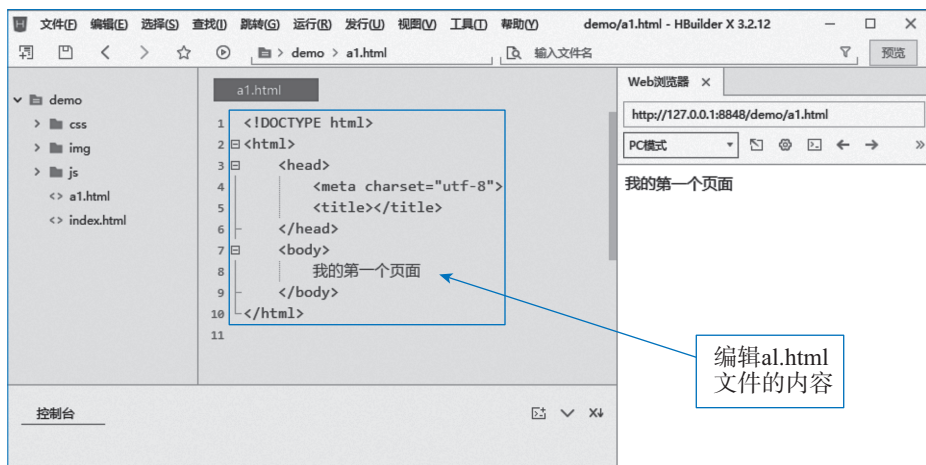 文件(F) 编辑(E) 选择(S) 查找(I) 跳转(G) 运行(R) 发行(U) 视图(V) 工具(T) 帮助(Y) demo/a1.html - HBuilder X 3.2.12
demo > a1.html 输入文件名 预览
demo
css
img
js
a1.html
index.html
a1.html
1 <!DOCTYPE html>
2 <html>
3 <head>
4 <meta charset="utf-8">
5 <title></title>
6 </head>
7 <body>
8 我的第一个页面
9 </body>
10 </html>
11
Web浏览器
http://127.0.0.1:8848/demo/a1.html
PC模式
我的第一个页面
编辑al.html
文件的内容
控制台